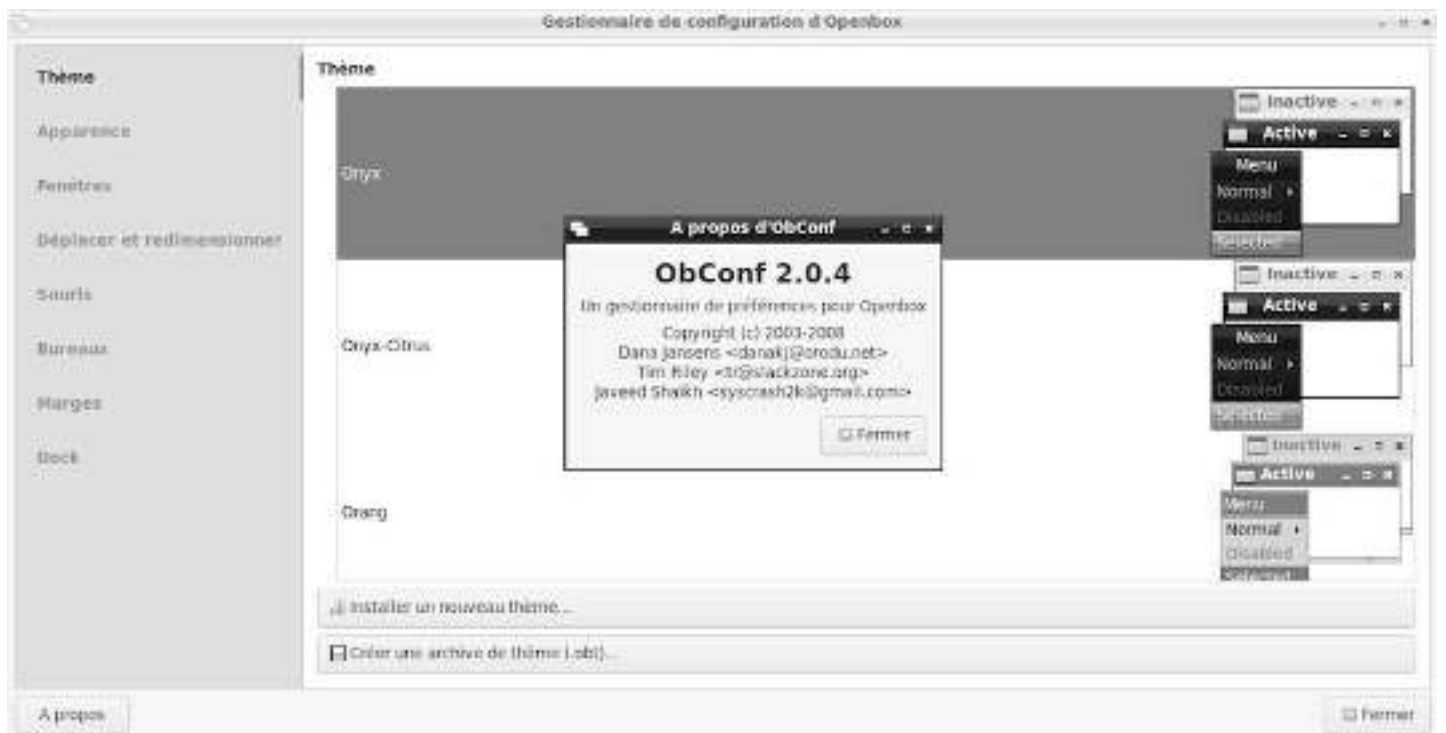 Gestionnaire de configuration d'Openbox
Thème
Apparence
Fenêtres
Déplacer et redimensionner
Souris
Bureaux
Marges
Dock
Thème
Onyx
Inactive
Active
Menu
Normal
Disabled
Selected
Onyx-Citrus
Inactive
Active
Menu
Normal
Disabled
Selected
Orang
Inactive
Active
Menu
Normal
Disabled
Selected
A propos d'ObConf
ObConf 2.0.4
Un gestionnaire de préférences pour Openbox
Copyright (c) 2003-2008
Dana Jansens <danakj@orodu.net>
Tim Riley <tr@slackzone.org>
Javeed Shaikh <syscrash2k@gmail.com>
Fermer
Installer un nouveau thème...
Créer une archive de thème (.obt)...
A propos
Fermer